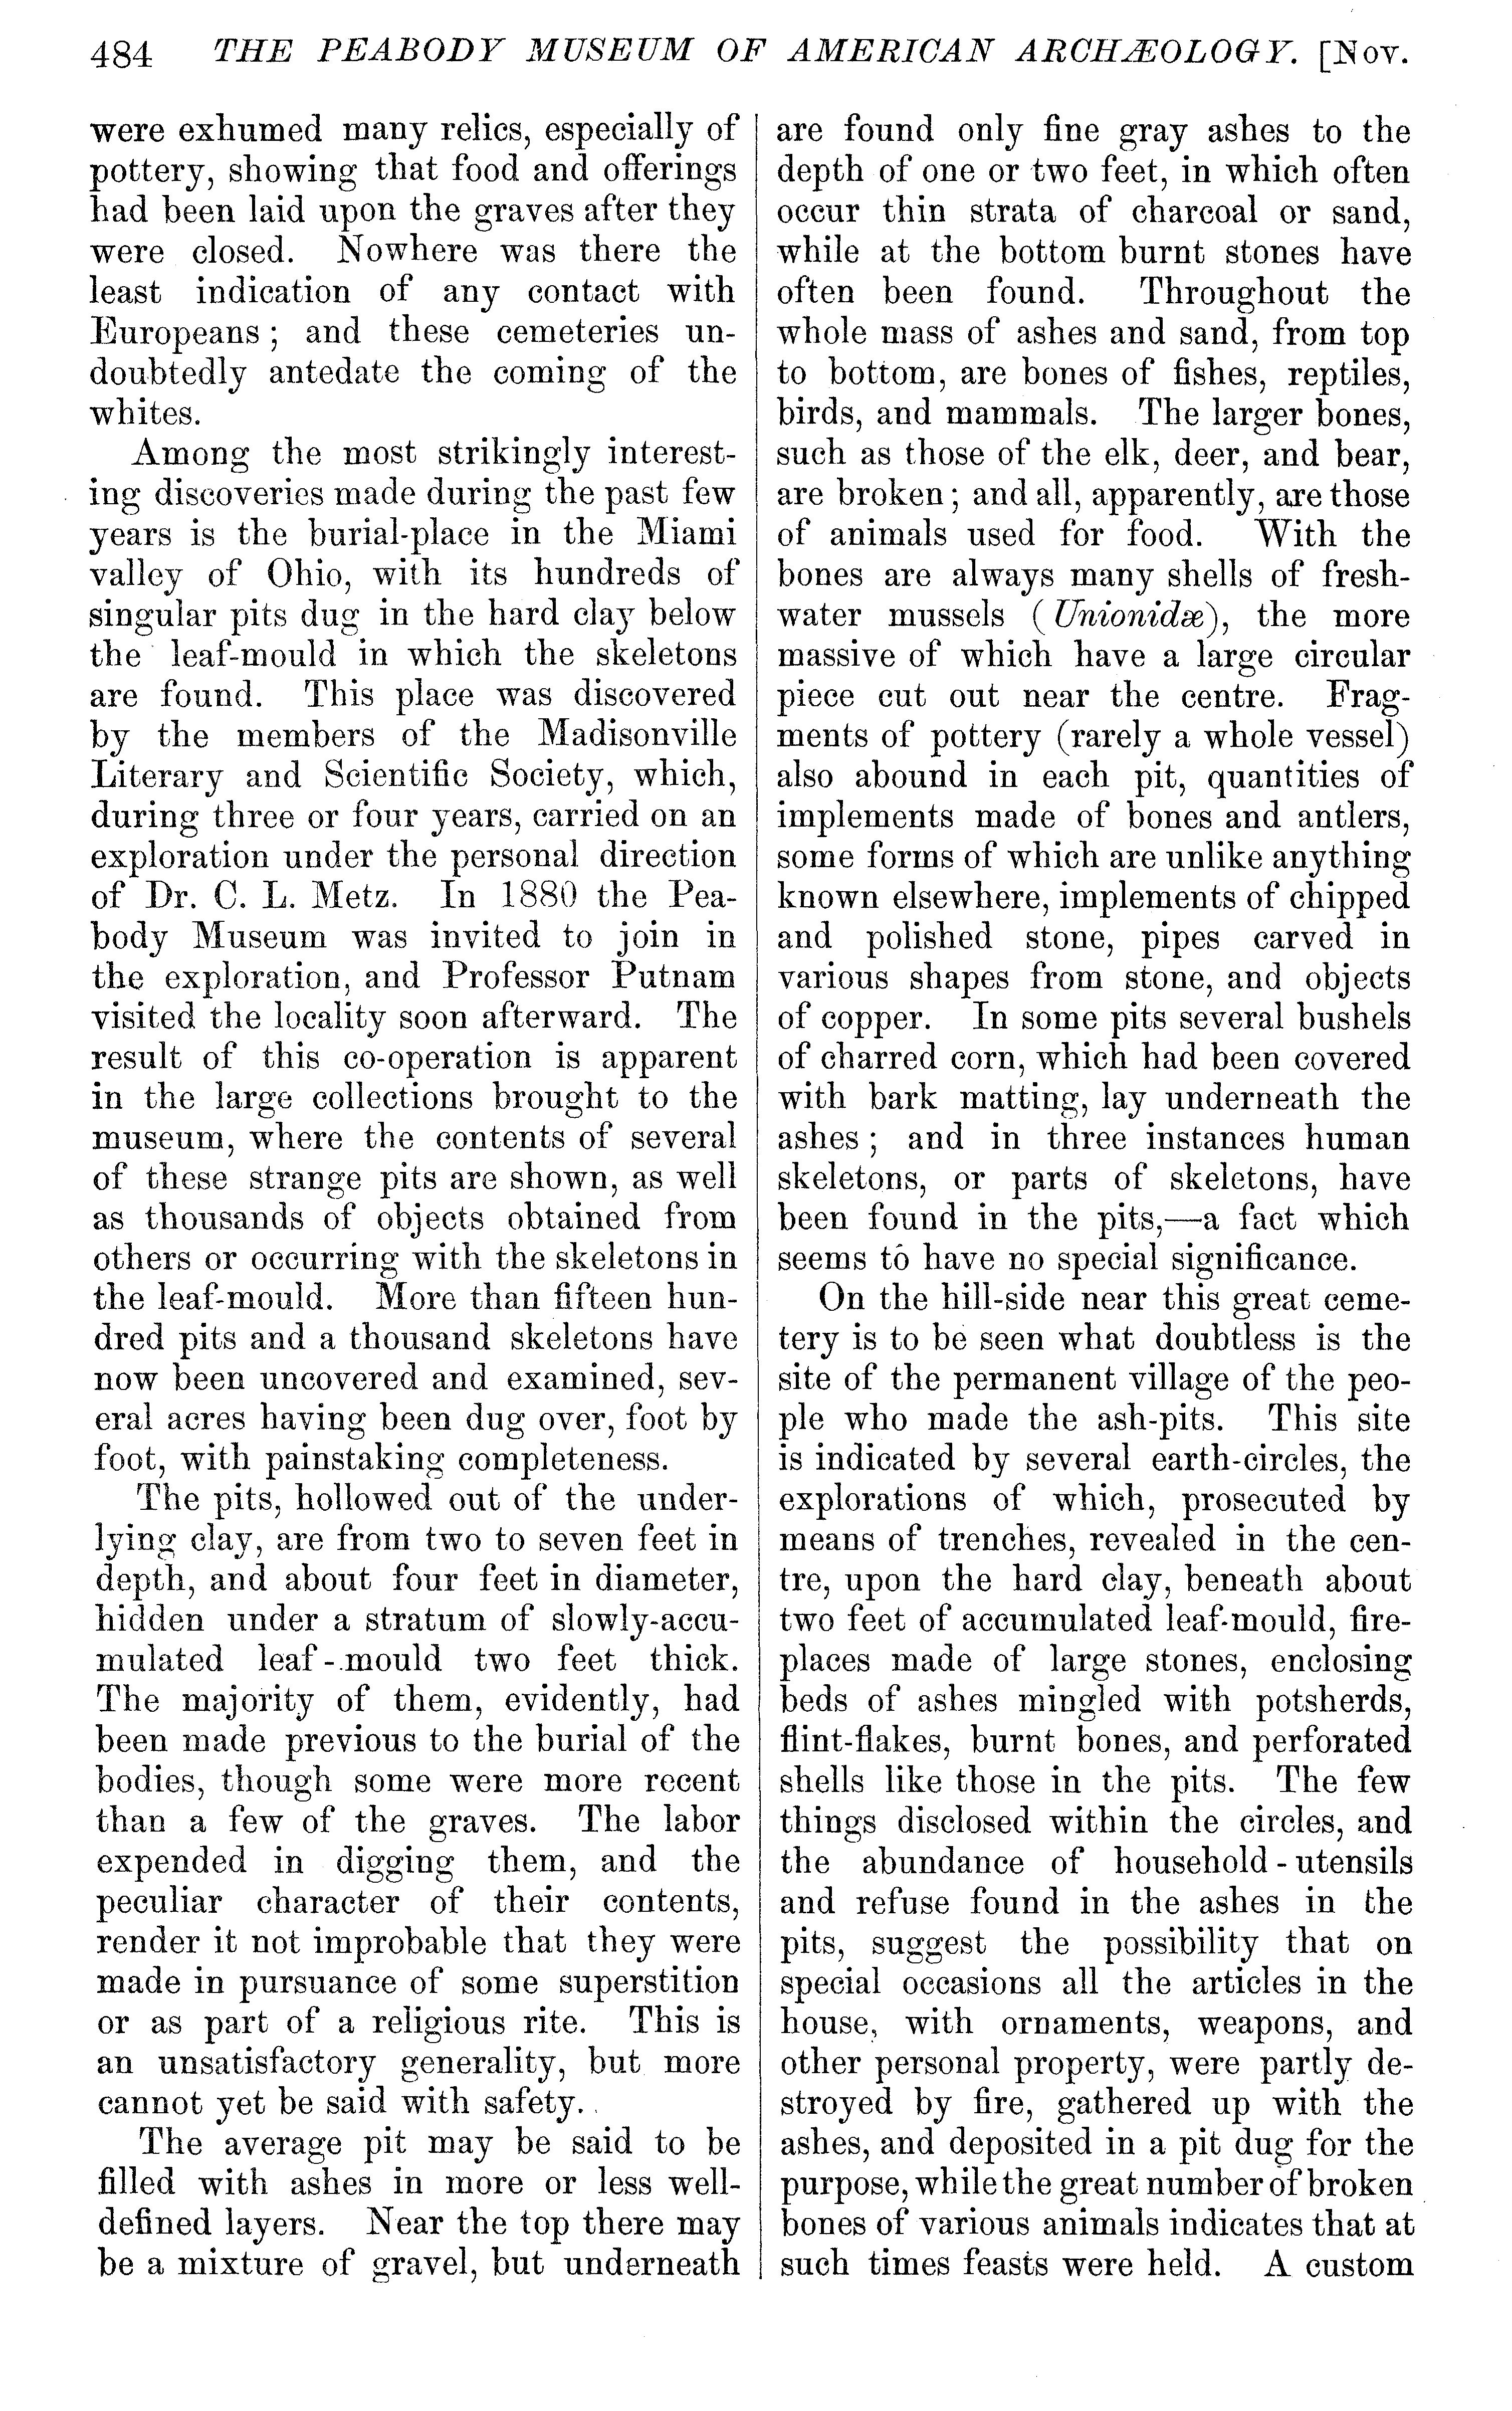 484 THE PEABODY MUSEUM OF AMERICAN ARCHÆOLOGY. [Nov.
were exhumed many relics, especially of
pottery, showing that food and offerings
had been laid upon the graves after they
were closed. Nowhere was there the
least indication of any contact with
Europeans; and these cemeteries un-
doubtedly antedate the coming of the
whites.
Among the most strikingly interest-
ing discoveries made during the past few
years is the burial-place in the Miami
valley of Ohio, with its hundreds of
singular pits dug in the hard clay below
the leaf-mould in which the skeletons
are found. This place was discovered
by the members of the Madisonville
Literary and Scientific Society, which,
during three or four years, carried on an
exploration under the personal direction
of Dr. C. L. Metz. In 1880 the Pea-
body Museum was invited to join in
the exploration, and Professor Putnam
visited the locality soon afterward. The
result of this co-operation is apparent
in the large collections brought to the
museum, where the contents of several
of these strange pits are shown, as well
as thousands of objects obtained from
others or occurring with the skeletons in
the leaf-mould. More than fifteen hun-
dred pits and a thousand skeletons have
now been uncovered and examined, sev-
eral acres having been dug over, foot by
foot, with painstaking completeness.
The pits, hollowed out of the under-
lying clay, are from two to seven feet in
depth, and about four feet in diameter,
hidden under a stratum of slowly-accu-
mulated leaf-mould two feet thick.
The majority of them, evidently, had
been made previous to the burial of the
bodies, though some were more recent
than a few of the graves. The labor
expended in digging them, and the
peculiar character of their contents,
render it not improbable that they were
made in pursuance of some superstition
or as part of a religious rite. This is
an unsatisfactory generality, but more
cannot yet be said with safety.
The average pit may be said to be
filled with ashes in more or less well-
defined layers. Near the top there may
be a mixture of gravel, but underneath
are found only fine gray ashes to the
depth of one or two feet, in which often
occur thin strata of charcoal or sand,
while at the bottom burnt stones have
often been found. Throughout the
whole mass of ashes and sand, from top
to bottom, are bones of fishes, reptiles,
birds, and mammals. The larger bones,
such as those of the elk, deer, and bear,
are broken; and all, apparently, are those
of animals used for food. With the
bones are always many shells of fresh-
water mussels (Unionidæ), the more
massive of which have a large circular
piece cut out near the centre. Frag-
ments of pottery (rarely a whole vessel)
also abound in each pit, quantities of
implements made of bones and antlers,
some forms of which are unlike anything
known elsewhere, implements of chipped
and polished stone, pipes carved in
various shapes from stone, and objects
of copper. In some pits several bushels
of charred corn, which had been covered
with bark matting, lay underneath the
ashes; and in three instances human
skeletons, or parts of skeletons, have
been found in the pits,—a fact which
seems to have no special significance.
On the hill-side near this great ceme-
tery is to be seen what doubtless is the
site of the permanent village of the peo-
ple who made the ash-pits. This site
is indicated by several earth-circles, the
explorations of which, prosecuted by
means of trenches, revealed in the cen-
tre, upon the hard clay, beneath about
two feet of accumulated leaf-mould, fire-
places made of large stones, enclosing
beds of ashes mingled with potsherds,
flint-flakes, burnt bones, and perforated
shells like those in the pits. The few
things disclosed within the circles, and
the abundance of household-utensils
and refuse found in the ashes in the
pits, suggest the possibility that on
special occasions all the articles in the
house, with ornaments, weapons, and
other personal property, were partly de-
stroyed by fire, gathered up with the
ashes, and deposited in a pit dug for the
purpose, while the great number of broken
bones of various animals indicates that at
such times feasts were held. A custom